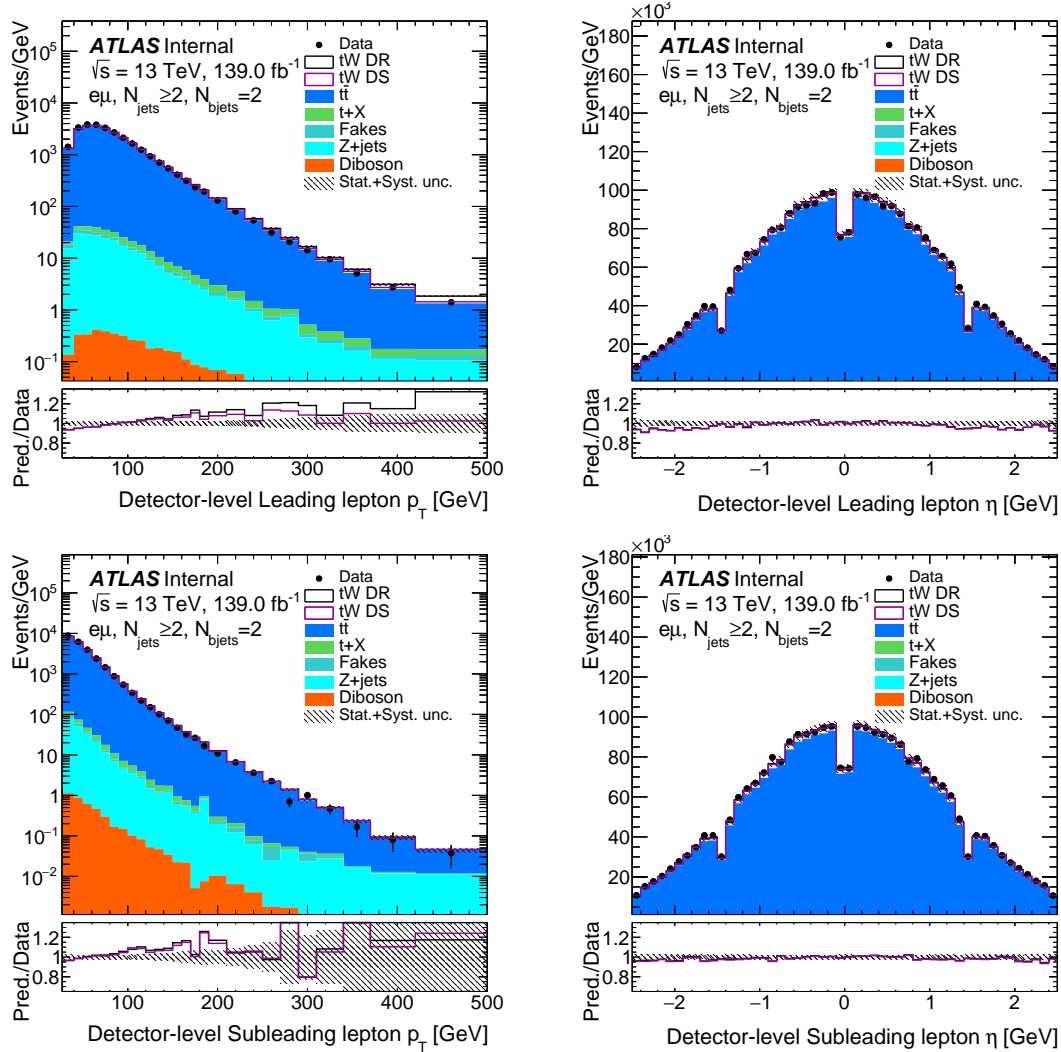 Events/GeV
10⁵
10⁴
10³
10²
10
1
10⁻¹
ATLAS Internal
√s = 13 TeV, 139.0 fb⁻¹
eμ, N_jets≥2, N_bjets=2
Data
tW DR
tW DS
tt̄
t+X
Fakes
Z+jets
Diboson
Stat.+Syst. unc.
Pred./Data
1.2
1
0.8
100 200 300 400 500
Detector-level Leading lepton p_T [GeV]
Events/GeV
×10³
180
160
140
120
100
80
60
40
20
ATLAS Internal
√s = 13 TeV, 139.0 fb⁻¹
eμ, N_jets≥2, N_bjets=2
Data
tW DR
tW DS
tt̄
t+X
Fakes
Z+jets
Diboson
Stat.+Syst. unc.
Pred./Data
1.2
1
0.8
−2 −1 0 1 2
Detector-level Leading lepton η [GeV]
Events/GeV
10⁵
10⁴
10³
10²
10
1
10⁻¹
10⁻²
ATLAS Internal
√s = 13 TeV, 139.0 fb⁻¹
eμ, N_jets≥2, N_bjets=2
Data
tW DR
tW DS
tt̄
t+X
Fakes
Z+jets
Diboson
Stat.+Syst. unc.
Pred./Data
1.2
1
0.8
100 200 300 400 500
Detector-level Subleading lepton p_T [GeV]
Events/GeV
×10³
180
160
140
120
100
80
60
40
20
ATLAS Internal
√s = 13 TeV, 139.0 fb⁻¹
eμ, N_jets≥2, N_bjets=2
Data
tW DR
tW DS
tt̄
t+X
Fakes
Z+jets
Diboson
Stat.+Syst. unc.
Pred./Data
1.2
1
0.8
−2 −1 0 1 2
Detector-level Subleading lepton η [GeV]